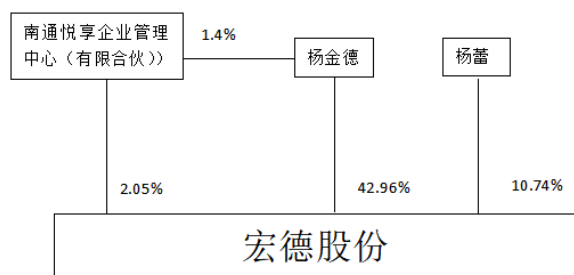 南通悦享企业管理
中心（有限合伙））
1.4%
杨金德
杨蕾
2.05%
42.96%
10.74%
宏德股份